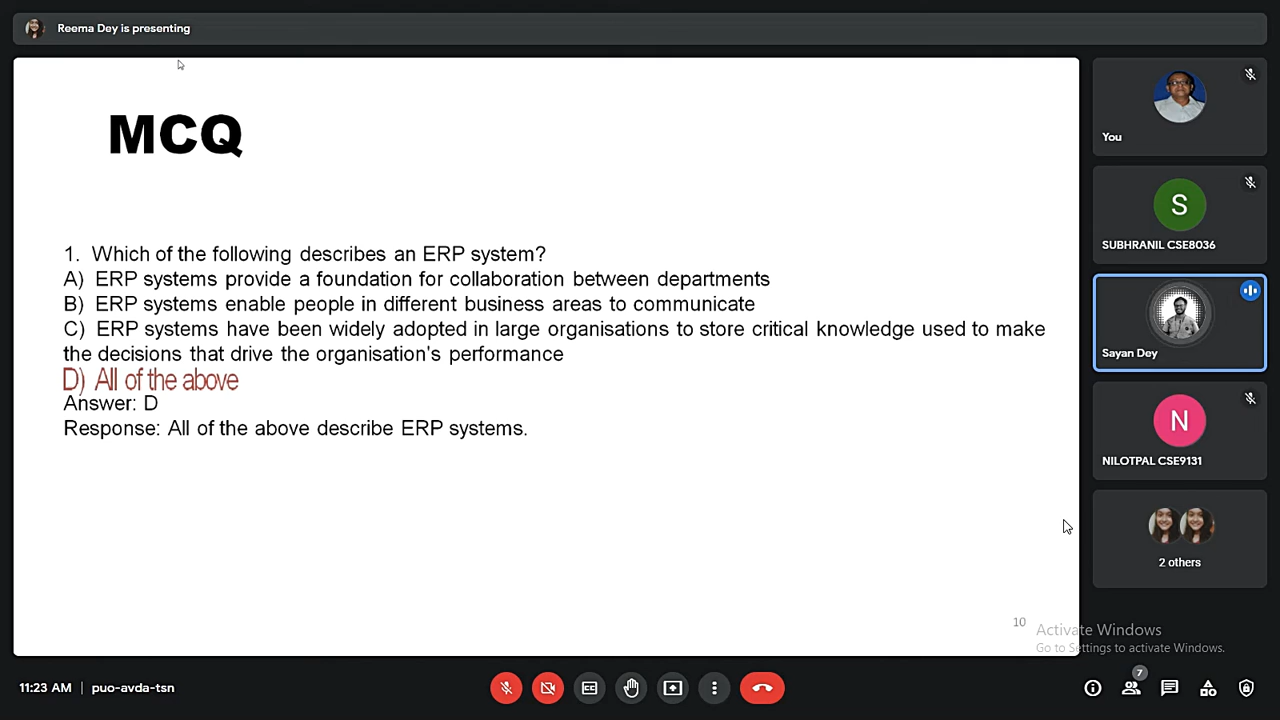 Reema Dey is presenting
MCQ
1. Which of the following describes an ERP system?
A) ERP systems provide a foundation for collaboration between departments
B) ERP systems enable people in different business areas to communicate
C) ERP systems have been widely adopted in large organisations to store critical knowledge used to make
the decisions that drive the organisation's performance
D) All of the above
Answer: D
Response: All of the above describe ERP systems.
10
You
S
SUBHRANIL CSE8036
Sayan Dey
N
NILOTPAL CSE9131
2 others
Activate Windows
Go to Settings to activate Windows.
11:23 AM | puo-avda-tsn
CC
7